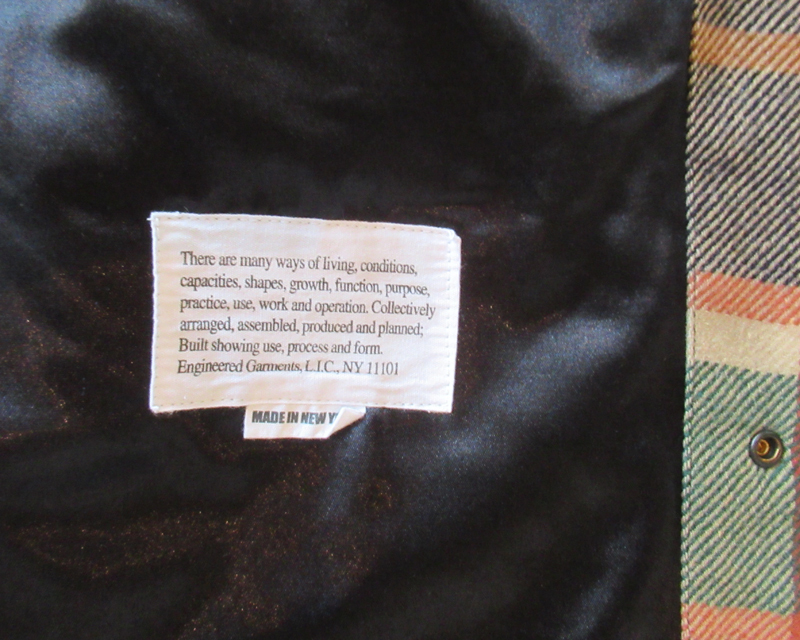 There are many ways of living, conditions,
capacities, shapes, growth, function, purpose,
practice, use, work and operation. Collectively
arranged, assembled, produced and planned;
Built showing use, process and form.
Engineered Garments, L.I.C., NY 11101
MADE IN NEW Y